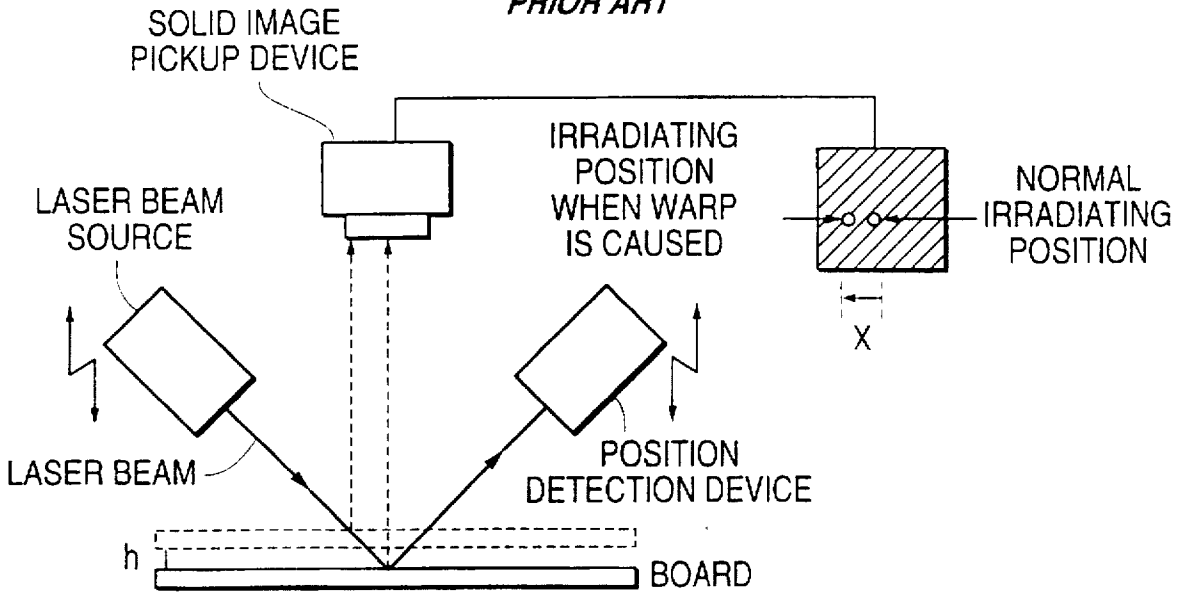 PRIOR ART
SOLID IMAGE
PICKUP DEVICE
IRRADIATING
POSITION
WHEN WARP
IS CAUSED
NORMAL
IRRADIATING
POSITION
LASER BEAM
SOURCE
X
LASER BEAM
POSITION
DETECTION DEVICE
h
BOARD